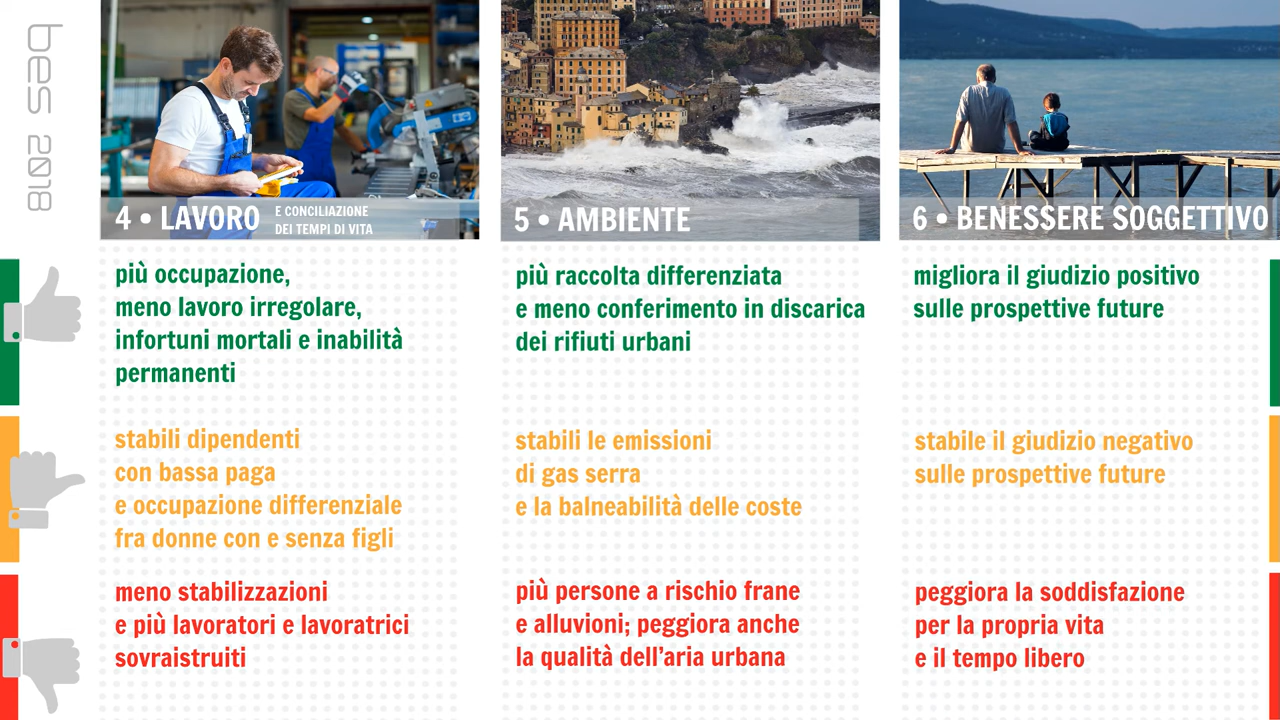 bes 2018
4 • LAVORO E CONCILIAZIONE
DEI TEMPI DI VITA
più occupazione,
meno lavoro irregolare,
infortuni mortali e inabilità
permanenti
stabili dipendenti
con bassa paga
e occupazione differenziale
fra donne con e senza figli
meno stabilizzazioni
e più lavoratori e lavoratrici
sovraistruiti
5 • AMBIENTE
più raccolta differenziata
e meno conferimento in discarica
dei rifiuti urbani
stabili le emissioni
di gas serra
e la balneabilità delle coste
più persone a rischio frane
e alluvioni; peggiora anche
la qualità dell’aria urbana
6 • BENESSERE SOGGETTIVO
migliora il giudizio positivo
sulle prospettive future
stabile il giudizio negativo
sulle prospettive future
peggiora la soddisfazione
per la propria vita
e il tempo libero